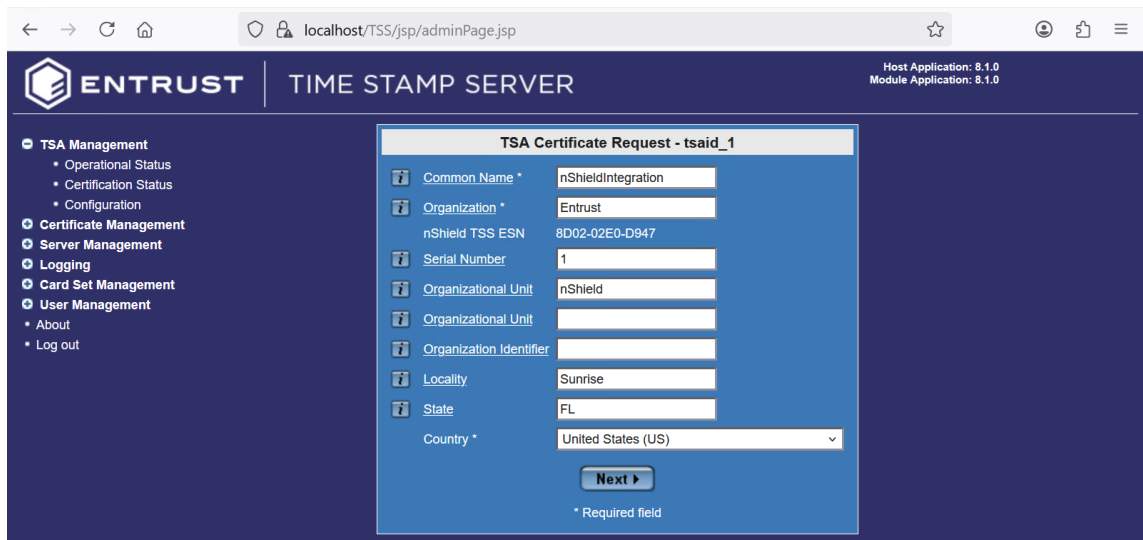 localhost/TSS/jsp/adminPage.jsp
ENTRUST
TIME STAMP SERVER
Host Application: 8.1.0
Module Application: 8.1.0
TSA Management
Operational Status
Certification Status
Configuration
Certificate Management
Server Management
Logging
Card Set Management
User Management
About
Log out
TSA Certificate Request - tsaid_1
Common Name * nShieldIntegration
Organization * Entrust
nShield TSS ESN 8D02-02E0-D947
Serial Number 1
Organizational Unit nShield
Organizational Unit
Organization Identifier
Locality Sunrise
State FL
Country * United States (US)
Next
* Required field